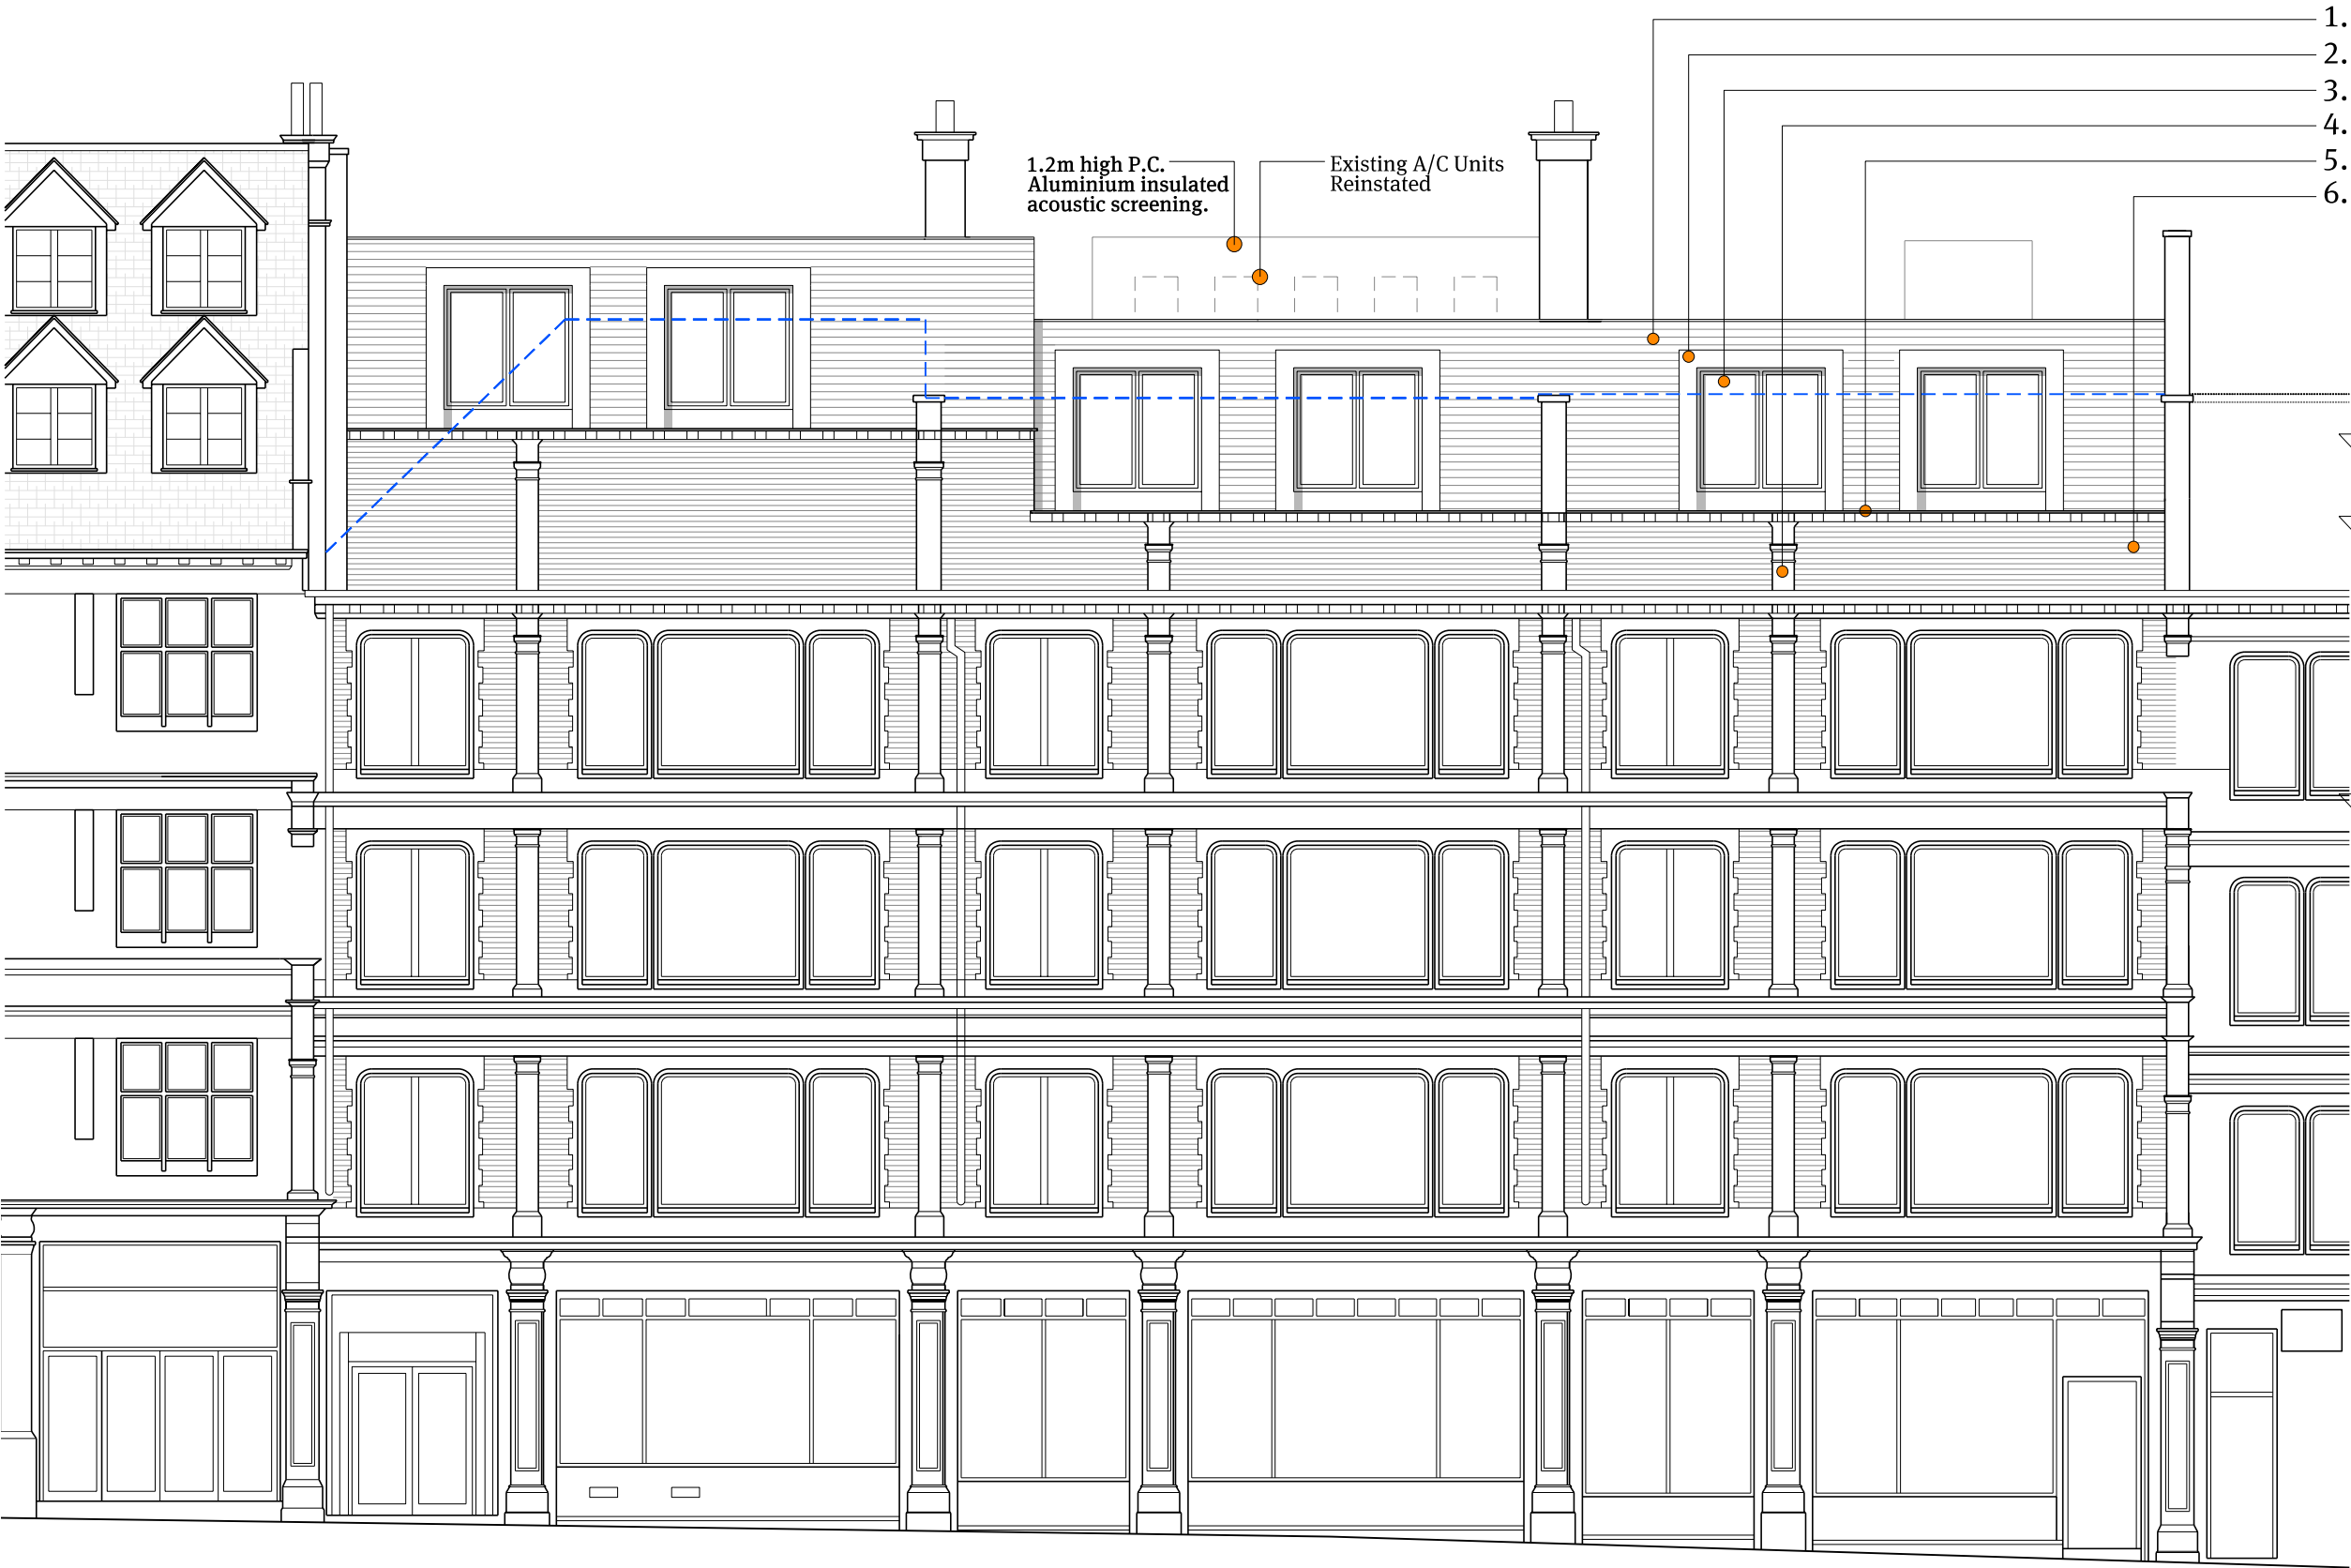 1.
2.
3.
4.
5.
6.
1.2m high P.C.
Aluminium insulated
acoustic screening.
Existing A/C Units
Reinstated